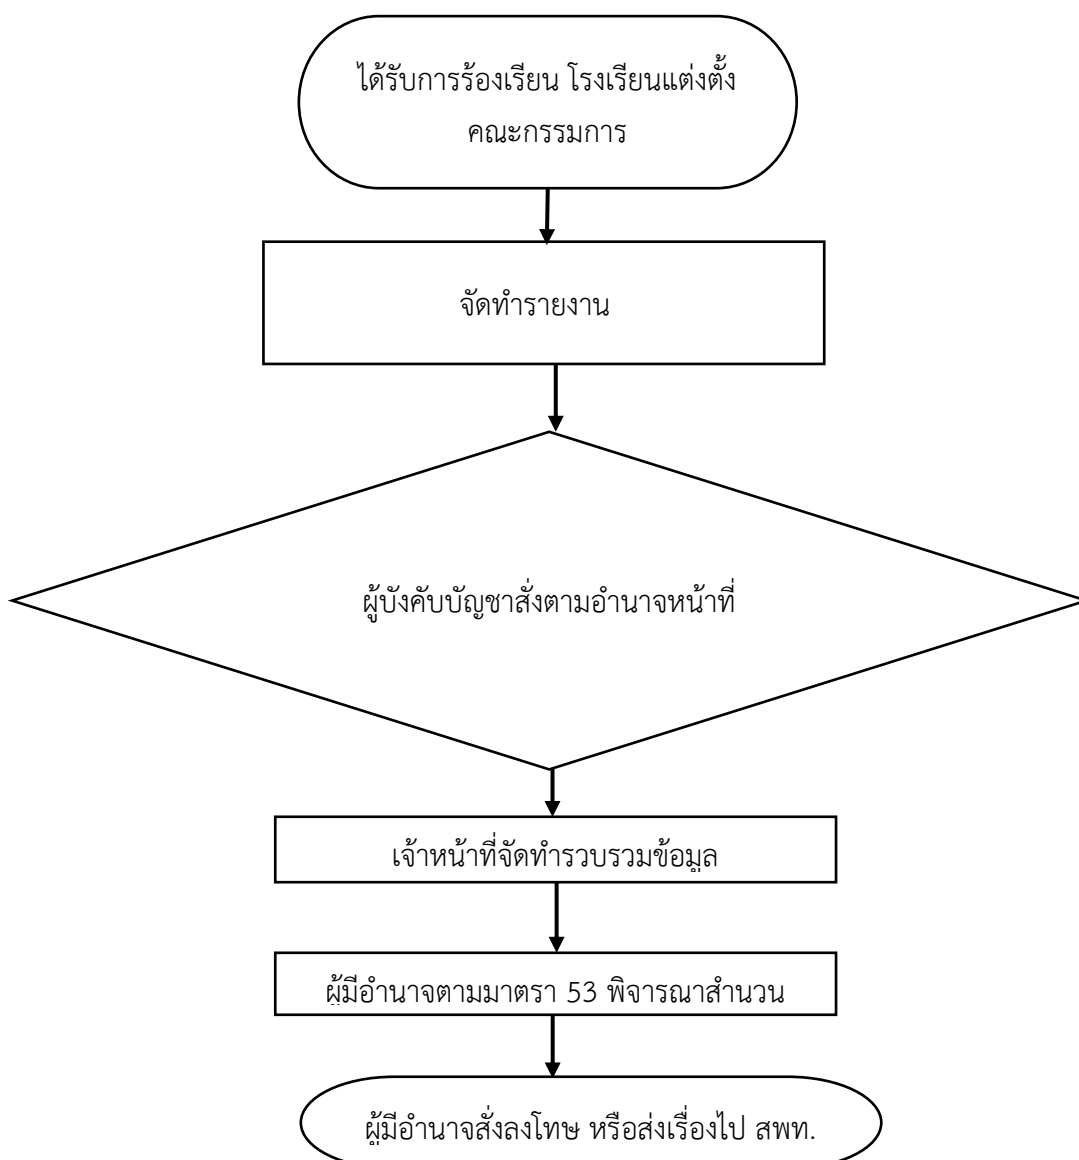 ได้รับการร้องเรียน โรงเรียนแต่งตั้ง
คณะกรรมการ
จัดทำรายงาน
ผู้บังคับบัญชาสั่งตามอำนาจหน้าที่
เจ้าหน้าที่จัดทำรวบรวมข้อมูล
ผู้มีอำนาจตามมาตรา 53 พิจารณาสำนวน
ผู้มีอำนาจสั่งลงโทษ หรือส่งเรื่องไป สพท.